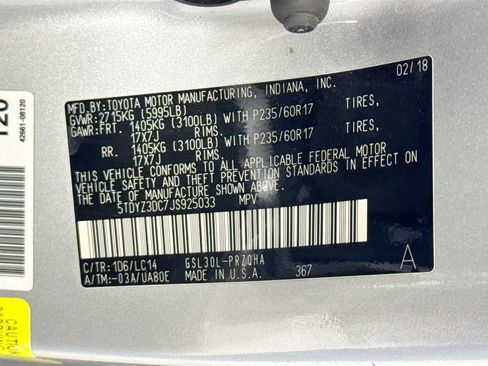 MFD. BY: TOYOTA MOTOR MANUFACTURING, INDIANA, INC. 02/18
GVWR: 2715KG (5995LB)
GAWR: FRT. 1405KG (3100LB) WITH P235/60R17 TIRES,
17X7J RIMS.
RR. 1405KG (3100LB) WITH P235/60R17 TIRES,
17X7J RIMS.
THIS VEHICLE CONFORMS TO ALL APPLICABLE FEDERAL MOTOR
VEHICLE SAFETY AND THEFT PREVENTION STANDARDS IN EFFECT ON
THE DATE OF MANUFACTURE SHOWN ABOVE.
5TDYZ3DC7JS925033 MPV
C/TR: 1D6/LC14 GSL30L-PRZQHA
A/TM: -03A/UA80E MADE IN U.S.A. 367 A
42661-08120
120
CAUTION